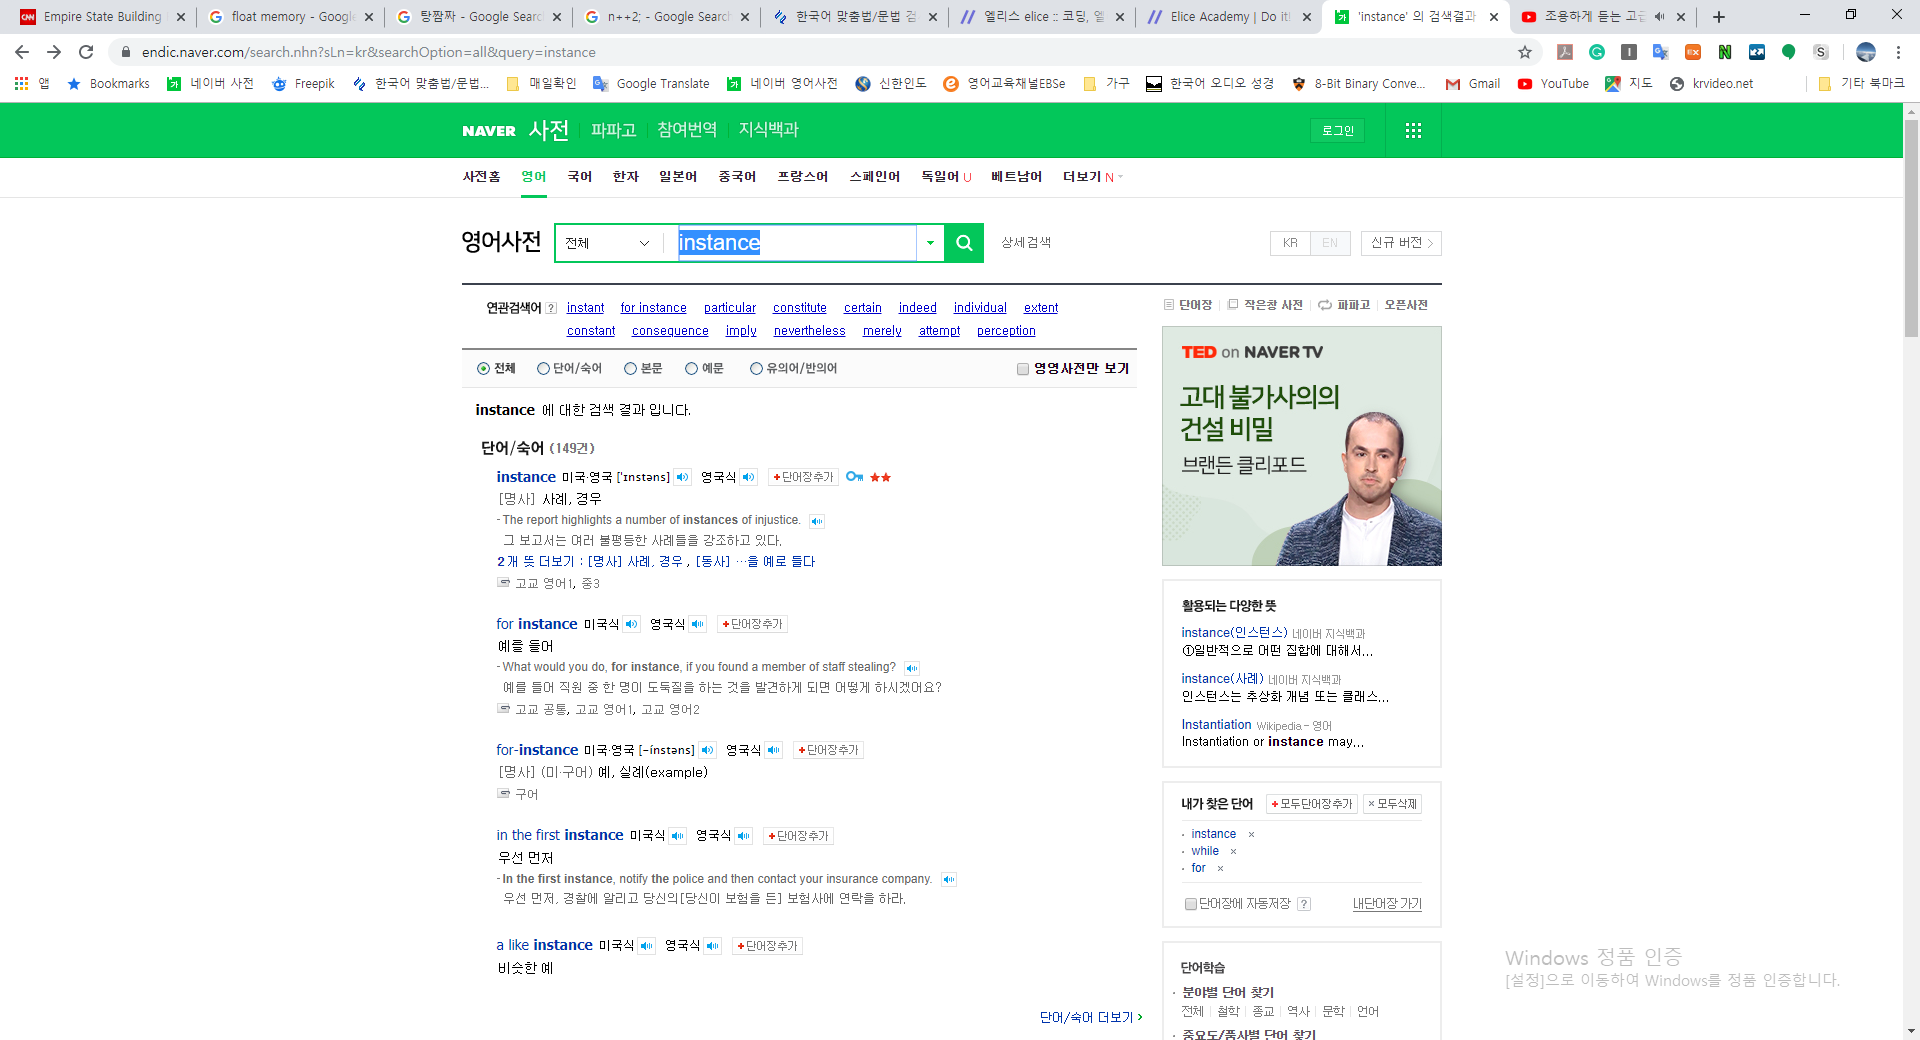 Empire State Building
float memory - Google
탕짬짜 - Google Searc
n++2; - Google Search
한국어 맞춤법/문법 검
엘리스 elice :: 코딩, 엘
Elice Academy | Do it!
'instance' 의 검색결과
조용하게 듣는 고급
endic.naver.com/search.nhn?sLn=kr&searchOption=all&query=instance
앱 Bookmarks 네이버 사전 Freepik 한국어 맞춤법/문법... 매일확인 Google Translate 네이버 영어사전 신한인도 영어교육채널EBSe 가구 한국어 오디오 성경 8-Bit Binary Conve... Gmail YouTube 지도 krvideo.net 기타 북마크
NAVER 사전 파파고 참여번역 지식백과 로그인
사전홈 영어 국어 한자 일본어 중국어 프랑스어 스페인어 독일어 U 베트남어 더보기 N
영어사전 전체 instance 상세검색 KR EN 신규 버전 >
연관검색어 ? instant for instance particular constitute certain indeed individual extent
constant consequence imply nevertheless merely attempt perception
전체 단어/숙어 본문 예문 유의어/반의어 영영사전만 보기
instance 에 대한 검색 결과 입니다.
단어/숙어 (149건)
instance 미국·영국 ['ɪnstəns] 영국식 +단어장추가 ★★
[명사] 사례, 경우
- The report highlights a number of instances of injustice.
그 보고서는 여러 불평등한 사례들을 강조하고 있다.
2개 뜻 더보기 : [명사] 사례, 경우 , [동사] …을 예로 들다
고교 영어1, 중3
for instance 미국식 영국식 +단어장추가
예를 들어
- What would you do, for instance, if you found a member of staff stealing?
예를 들어 직원 중 한 명이 도둑질을 하는 것을 발견하게 되면 어떻게 하시겠어요?
고교 공통, 고교 영어1, 고교 영어2
for-instance 미국·영국 [-ínstəns] 영국식 +단어장추가
[명사] (미·구어) 예, 실례(example)
구어
in the first instance 미국식 영국식 +단어장추가
우선 먼저
- In the first instance, notify the police and then contact your insurance company.
우선 먼저, 경찰에 알리고 당신의[당신이 보험을 든] 보험사에 연락을 하라.
a like instance 미국식 영국식 +단어장추가
비슷한 예
단어/숙어 더보기 >
단어장 작은창 사전 파파고 오픈사전
TED on NAVER TV
고대 불가사의의
건설 비밀
브랜든 클리포드
활용되는 다양한 뜻
instance(인스턴스) 네이버 지식백과
①일반적으로 어떤 집합에 대해서...
instance(사례) 네이버 지식백과
인스턴스는 추상화 개념 또는 클래스...
Instantiation Wikipedia - 영어
Instantiation or instance may...
내가 찾은 단어 +모두단어장추가 ×모두삭제
· instance ×
· while ×
· for ×
단어장에 자동저장 ? 내단어장 가기
단어학습
· 분야별 단어 찾기
전체 철학 종교 역사 문학 언어
· 중요도/품사별 단어 찾기
Windows 정품 인증
[설정]으로 이동하여 Windows를 정품 인증합니다.